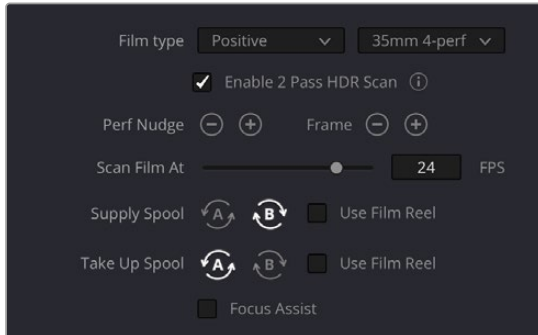 Film type Positive 35mm 4-perf
Enable 2 Pass HDR Scan i
Perf Nudge Frame
Scan Film At 24 FPS
Supply Spool A B Use Film Reel
Take Up Spool A B Use Film Reel
Focus Assist